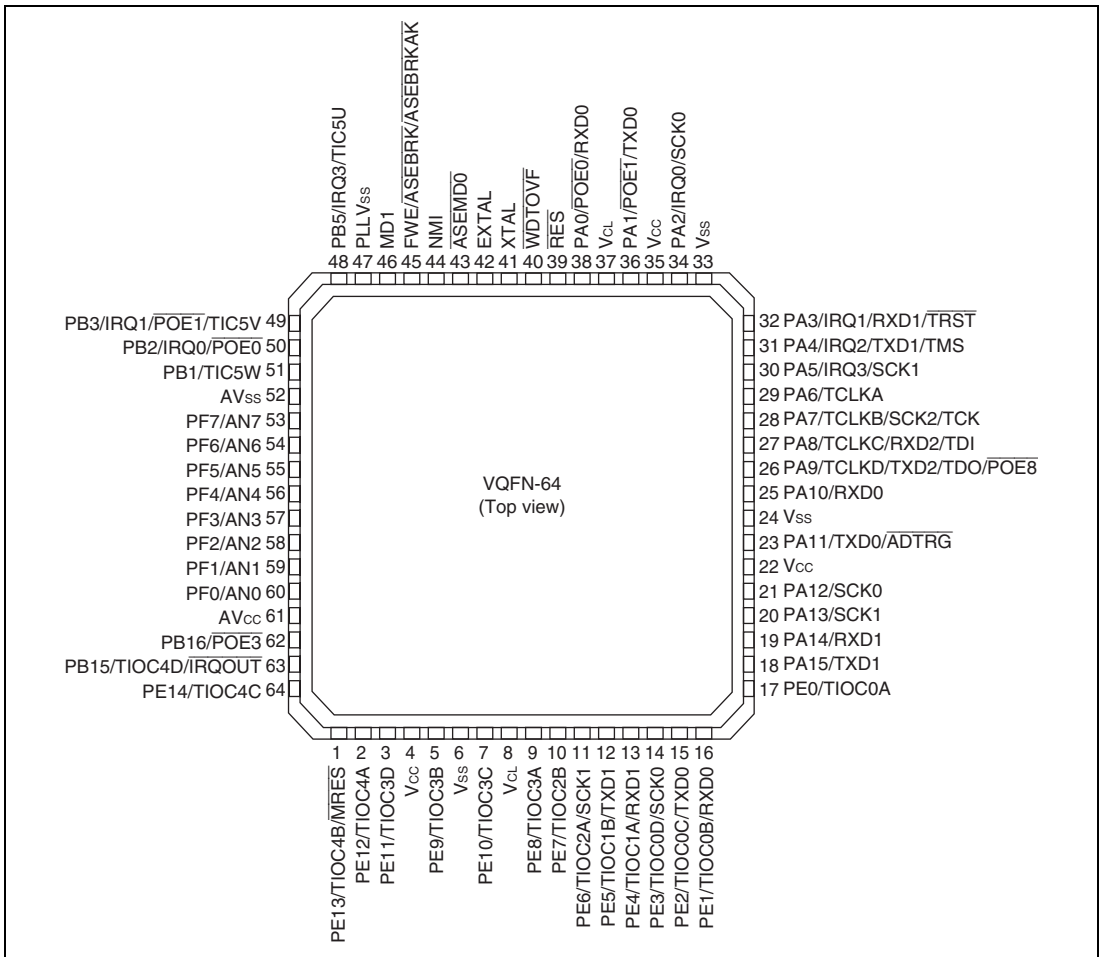 PB5/IRQ3/TIC5U
PLLVss
MD1
FWE/ASEBRK/ASEBRKAK
NMI
ASEMD0
EXTAL
XTAL
WDTOVF
RES
PA0/POE0/RXD0
VCL
PA1/POE1/TXD0
Vcc
PA2/IRQ0/SCK0
Vss
48 47 46 45 44 43 42 41 40 39 38 37 36 35 34 33
PB3/IRQ1/POE1/TIC5V 49
PB2/IRQ0/POE0 50
PB1/TIC5W 51
AVss 52
PF7/AN7 53
PF6/AN6 54
PF5/AN5 55
PF4/AN4 56
PF3/AN3 57
PF2/AN2 58
PF1/AN1 59
PF0/AN0 60
AVcc 61
PB16/POE3 62
PB15/TIOC4D/IRQOUT 63
PE14/TIOC4C 64
VQFN-64
(Top view)
32 PA3/IRQ1/RXD1/TRST
31 PA4/IRQ2/TXD1/TMS
30 PA5/IRQ3/SCK1
29 PA6/TCLKA
28 PA7/TCLKB/SCK2/TCK
27 PA8/TCLKC/RXD2/TDI
26 PA9/TCLKD/TXD2/TDO/POE8
25 PA10/RXD0
24 Vss
23 PA11/TXD0/ADTRG
22 Vcc
21 PA12/SCK0
20 PA13/SCK1
19 PA14/RXD1
18 PA15/TXD1
17 PE0/TIOC0A
1 2 3 4 5 6 7 8 9 10 11 12 13 14 15 16
PE13/TIOC4B/MRES
PE12/TIOC4A
PE11/TIOC3D
Vcc
PE9/TIOC3B
Vss
PE10/TIOC3C
VCL
PE8/TIOC3A
PE7/TIOC2B
PE6/TIOC2A/SCK1
PE5/TIOC1B/TXD1
PE4/TIOC1A/RXD1
PE3/TIOC0D/SCK0
PE2/TIOC0C/TXD0
PE1/TIOC0B/RXD0